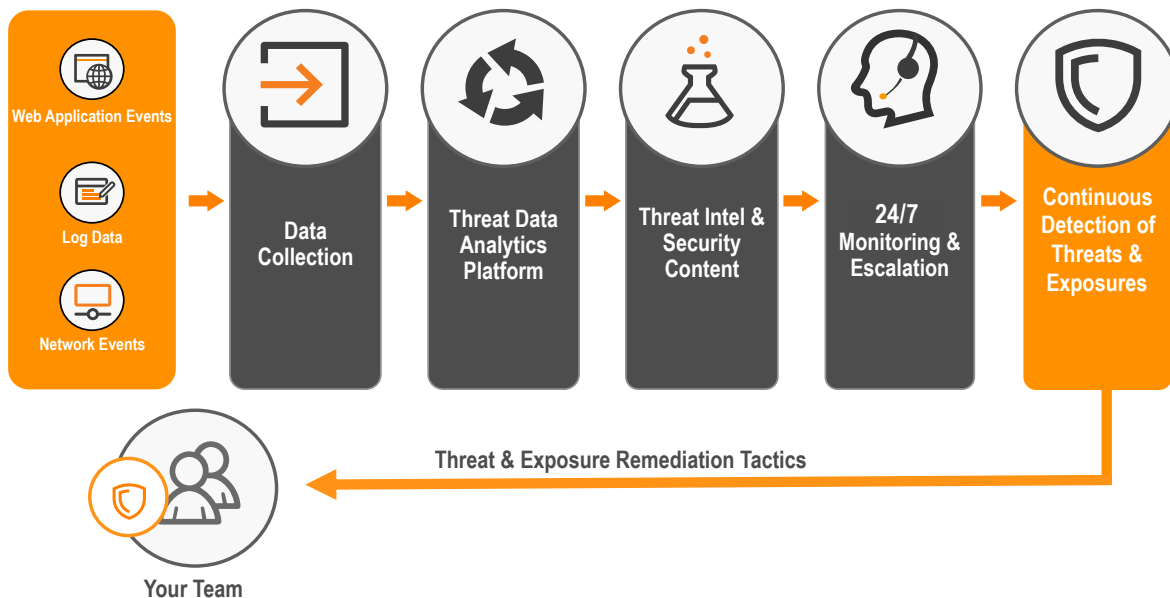 Web Application Events
Log Data
Network Events
Data
Collection
Threat Data
Analytics
Platform
Threat Intel &
Security
Content
24/7
Monitoring &
Escalation
Continuous
Detection of
Threats &
Exposures
Threat & Exposure Remediation Tactics
Your Team